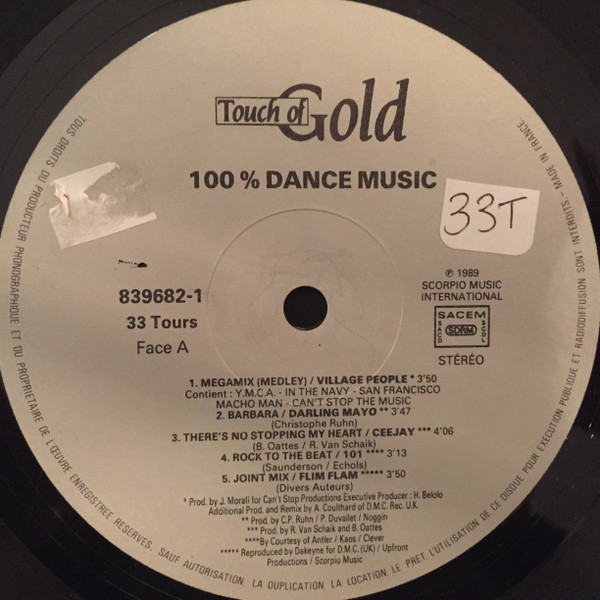 Touch of Gold
100 % DANCE MUSIC
33T
839682-1
33 Tours
Face A
℗ 1989
SCORPIO MUSIC
INTERNATIONAL
SACEM
SACD SDRM SCDL
STÉRÉO
1. MEGAMIX (MEDLEY) / VILLAGE PEOPLE * 3'50
Contient : Y.M.C.A. - IN THE NAVY - SAN FRANCISCO
MACHO MAN - CAN'T STOP THE MUSIC
2. BARBARA / DARLING MAYO ** 3'47
(Christophe Ruhn)
3. THERE'S NO STOPPING MY HEART / CEEJAY *** 4'06
(B. Oattes / R. Van Schaik)
4. ROCK TO THE BEAT / 101 **** 3'13
(Saunderson / Echols)
5. JOINT MIX / FLIM FLAM ***** 3'50
(Divers Auteurs)
* Prod. by J. Morali for Can't Stop Productions Executive Producer : H. Belolo
Additional Prod. and Remix by A. Coulthard of D.M.C. Rec. U.K.
** Prod. by C.P. Ruhn / P. Duvallet / Noggin
*** Prod. by R. Van Schaik and B. Oattes
****By Courtesy of Antler / Kaos / Clever
***** Reproduced by Dakeyne for D.M.C. (UK) / Upfront
Productions / Scorpio Music
TOUS DROITS DU PRODUCTEUR PHONOGRAPHIQUE ET DU PROPRIETAIRE DE L'ŒUVRE ENREGISTREE RESERVES, SAUF AUTORISATION LA DUPLICATION LA LOCATION LE PRET, L'UTILISATION DE CE DISQUE POUR EXECUTION PUBLIQUE ET RADIODIFFUSION SONT INTERDITS - MADE IN FRANCE.